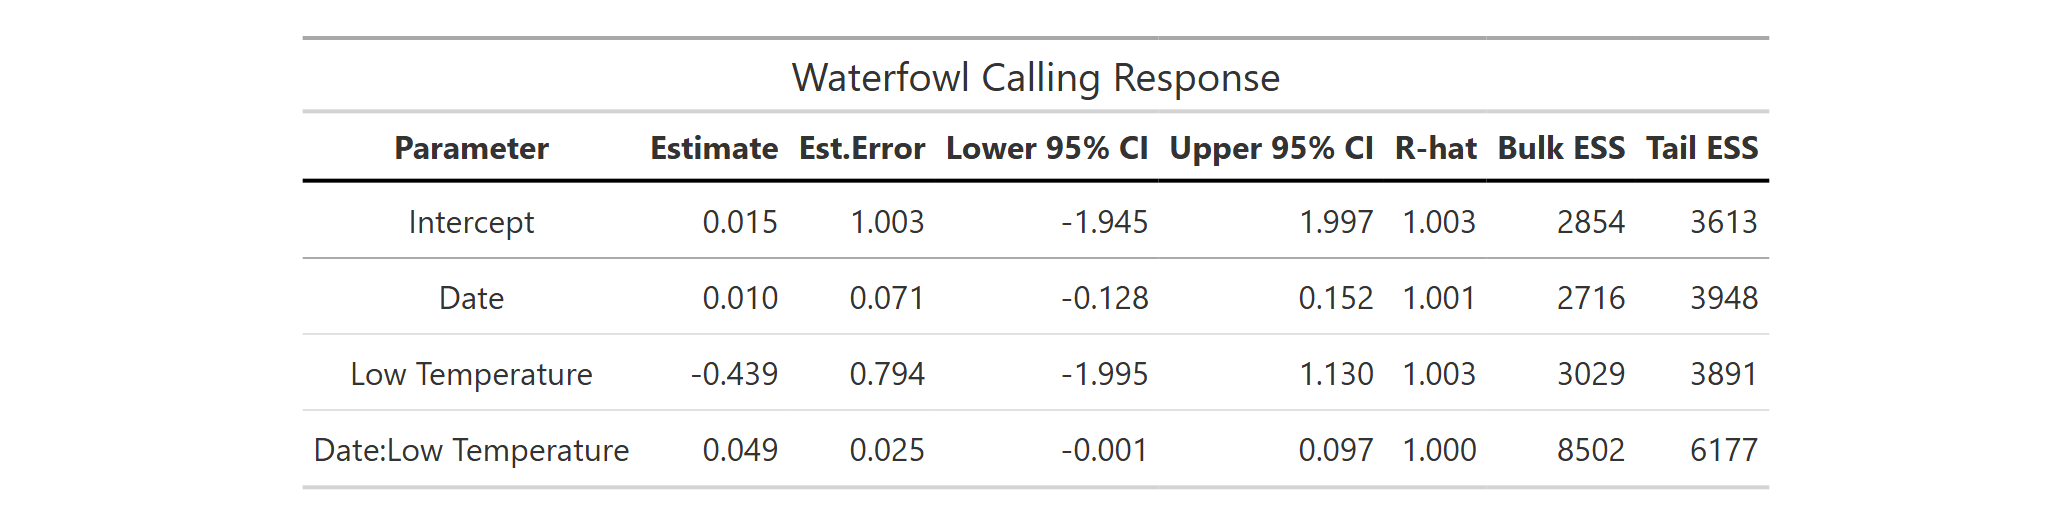 Waterfowl Calling Response
Parameter Estimate Est.Error Lower 95% CI Upper 95% CI R-hat Bulk ESS Tail ESS
Intercept 0.015 1.003 -1.945 1.997 1.003 2854 3613
Date 0.010 0.071 -0.128 0.152 1.001 2716 3948
Low Temperature -0.439 0.794 -1.995 1.130 1.003 3029 3891
Date:Low Temperature 0.049 0.025 -0.001 0.097 1.000 8502 6177